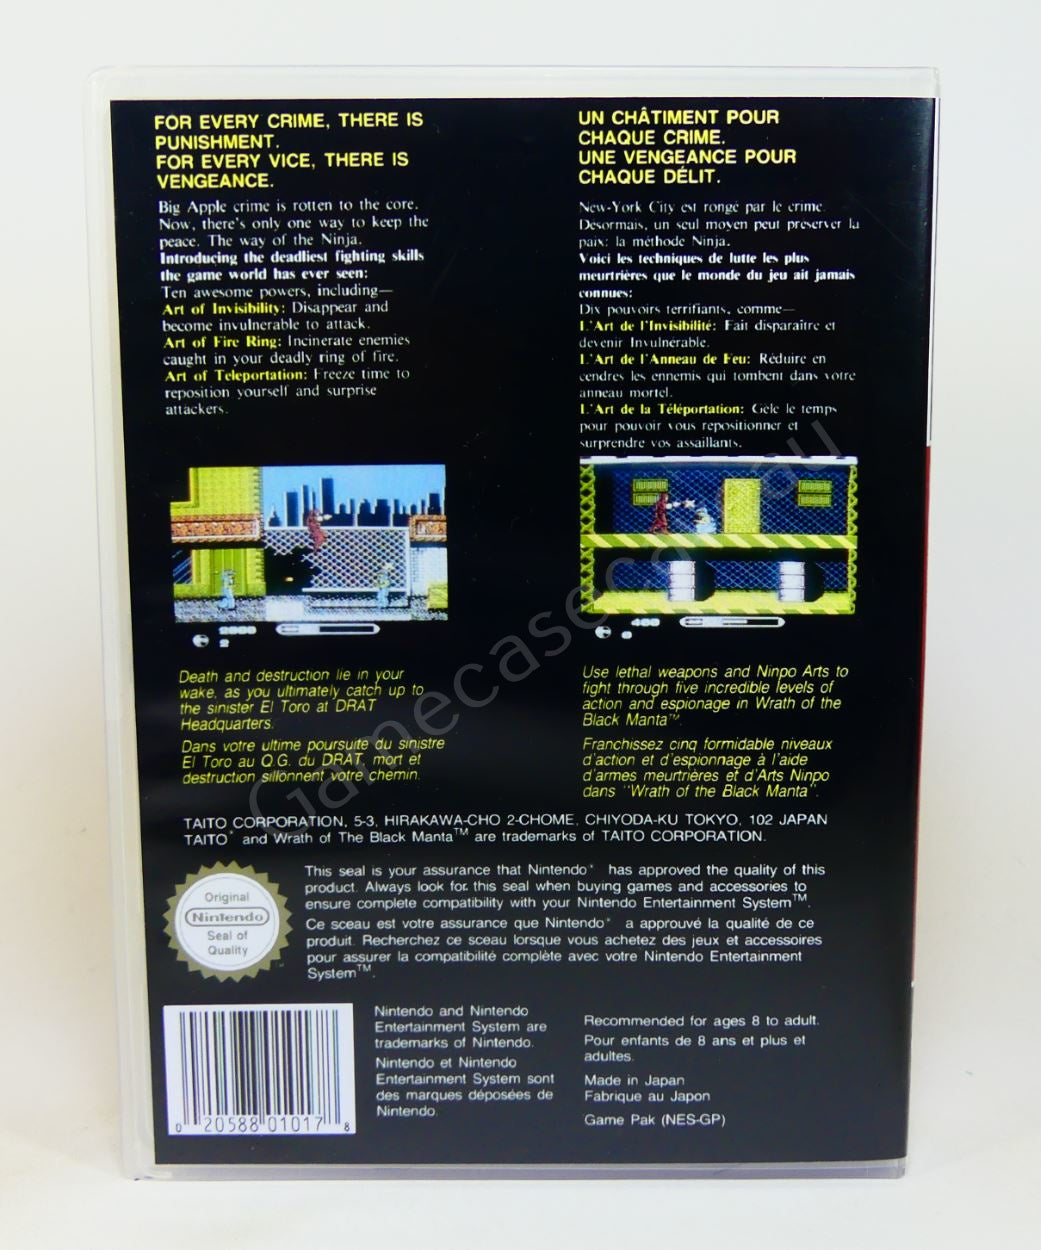 FOR EVERY CRIME, THERE IS
PUNISHMENT.
FOR EVERY VICE, THERE IS
VENGEANCE.
Big Apple crime is rotten to the core.
Now, there's only one way to keep the
peace. The way of the Ninja.
Introducing the deadliest fighting skills
the game world has ever seen:
Ten awesome powers, including—
Art of Invisibility: Disappear and
become invulnerable to attack.
Art of Fire Ring: Incinerate enemies
caught in your deadly ring of fire.
Art of Teleportation: Freeze time to
reposition yourself and surprise
attackers.
UN CHÂTIMENT POUR
CHAQUE CRIME.
UNE VENGEANCE POUR
CHAQUE DÉLIT.
New-York City est rongé par le crime.
Désormais, un seul moyen peut préserver la
paix: la méthode Ninja.
Voici les techniques de lutte les plus
meurtrières que le monde du jeu ait jamais
connues:
Dix pouvoirs terrifiants, comme—
L'Art de l'Invisibilité: Fait disparaître et
devenir Invulnerable.
L'Art de l'Anneau de Feu: Réduire en
cendres les ennemis qui tombent dans votre
anneau mortel.
L'Art de la Téléportation: Gèle le temps
pour pouvoir vous repositionner et
surprendre vos assaillants.
2000
2
400
0
Death and destruction lie in your
wake, as you ultimately catch up to
the sinister El Toro at DRAT
Headquarters.
Dans votre ultime poursuite du sinistre
El Toro au Q.G. du DRAT, mort et
destruction sillonnent votre chemin.
Use lethal weapons and Ninpo Arts to
fight through five incredible levels of
action and espionage in Wrath of the
Black Manta™.
Franchissez cinq formidable niveaux
d'action et d'espionnage à l'aide
d'armes meurtrières et d'Arts Ninpo
dans "Wrath of the Black Manta".
TAITO CORPORATION, 5-3, HIRAKAWA-CHO 2-CHOME, CHIYODA-KU TOKYO, 102 JAPAN
TAITO® and Wrath of The Black Manta™ are trademarks of TAITO CORPORATION.
Original
Nintendo
Seal of
Quality
This seal is your assurance that Nintendo® has approved the quality of this
product. Always look for this seal when buying games and accessories to
ensure complete compatibility with your Nintendo Entertainment System™.
Ce sceau est votre assurance que Nintendo® a approuvé la qualité de ce
produit. Recherchez ce sceau lorsque vous achetez des jeux et accessoires
pour assurer la compatibilité complète avec votre Nintendo Entertainment
System™.
0 20588 01017 8
Nintendo and Nintendo
Entertainment System are
trademarks of Nintendo.
Nintendo et Nintendo
Entertainment System sont
des marques déposées de
Nintendo.
Recommended for ages 8 to adult.
Pour enfants de 8 ans et plus et
adultes.
Made in Japan
Fabrique au Japon
Game Pak (NES-GP)